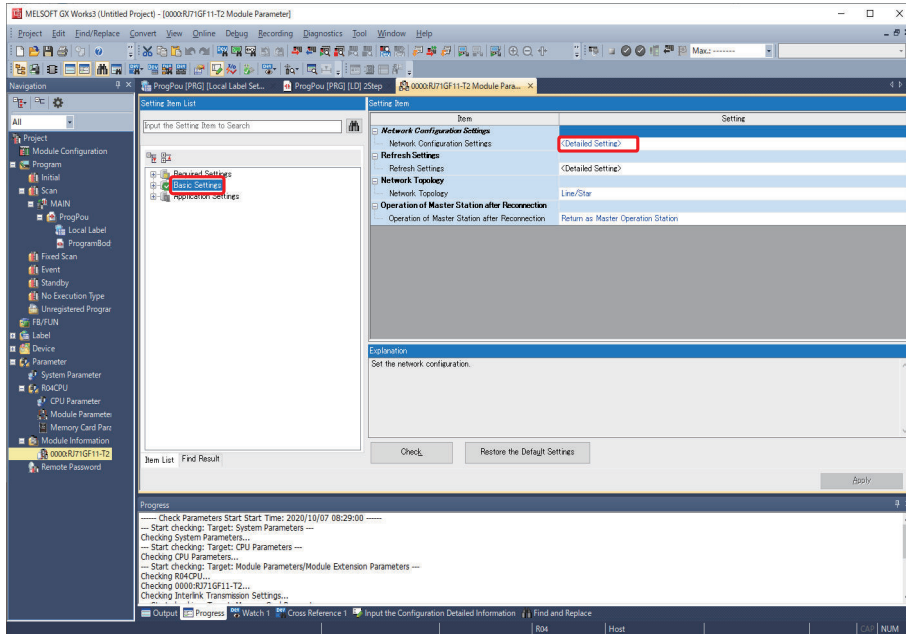 MELSOFT GX Works3 (Untitled Project) - [0000:RJ71GF11-T2 Module Parameter]
Project Edit Find/Replace Convert View Online Debug Recording Diagnostics Tool Window Help
Max.: -------
Navigation
ProgPou [PRG] [Local Label Set...
ProgPou [PRG] [LD] 25tep
0000:RJ71GF11-T2 Module Para...
All
Project
Module Configuration
Program
Initial
Scan
MAIN
ProgPou
Local Label
ProgramBod
Fixed Scan
Event
Standby
No Execution Type
Unregistered Progran
FB/FUN
Label
Device
Parameter
System Parameter
R04CPU
CPU Parameter
Module Parameter
Memory Card Para
Module Information
0000:RJ71GF11-T2
Remote Password
Setting Item List
Input the Setting Item to Search
Required Settings
Basic Settings
Application Settings
Item List Find Result
Setting Item
Item Setting
Network Configuration Settings
Network Configuration Settings <Detailed Setting>
Refresh Settings
Refresh Settings <Detailed Setting>
Network Topology
Network Topology Line/Star
Operation of Master Station after Reconnection
Operation of Master Station after Reconnection Return as Master Operation Station
Explanation
Set the network configuration.
Check Restore the Default Settings
Apply
Progress
------ Check Parameters Start Start Time: 2020/10/07 08:29:00 ------
--- Start checking: Target: System Parameters ---
Checking System Parameters...
--- Start checking: Target: CPU Parameters ---
Checking CPU Parameters...
--- Start checking: Target: Module Parameters/Module Extension Parameters ---
Checking R04CPU...
Checking 0000:RJ71GF11-T2...
Checking Interlink Transmission Settings...
Output Progress Watch 1 Cross Reference 1 Input the Configuration Detailed Information Find and Replace
R04 Host CAP NUM